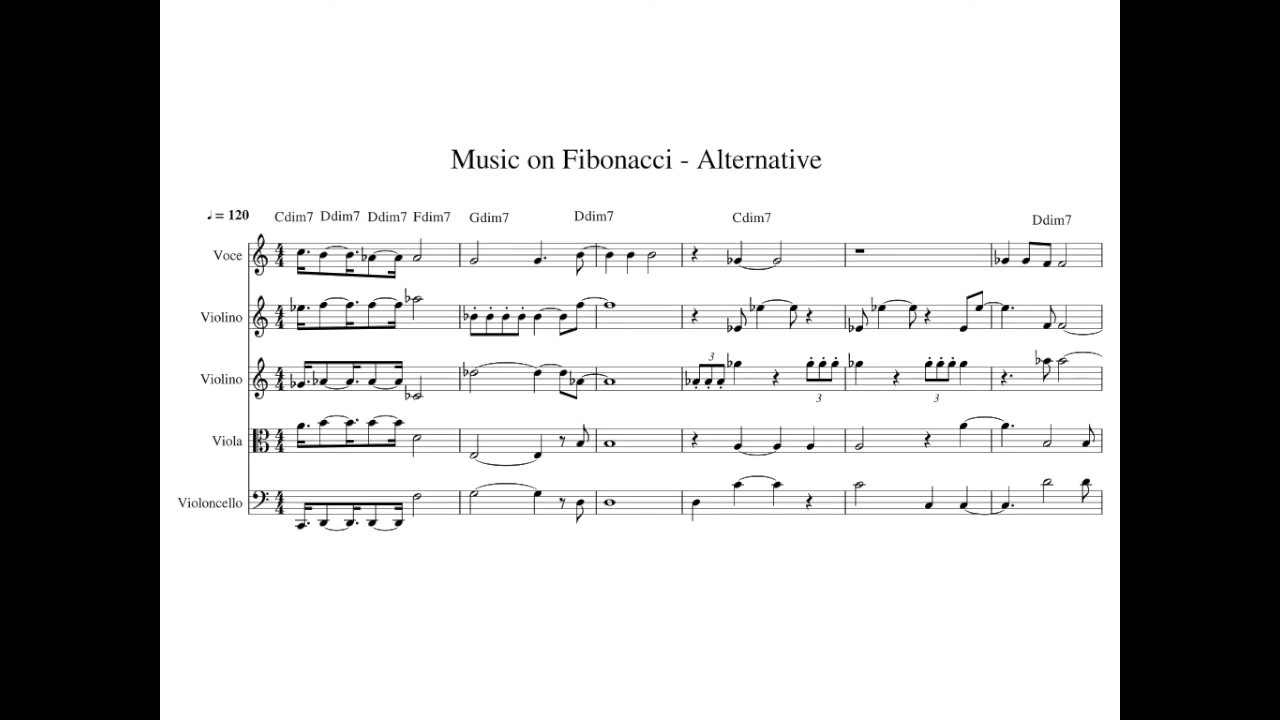 Music on Fibonacci - Alternative
♩ = 120 Cdim7 Ddim7 Ddim7 Fdim7 Gdim7 Ddim7 Cdim7 Ddim7
Voce
Violino
3
Violino
3 3
Viola
Violoncello